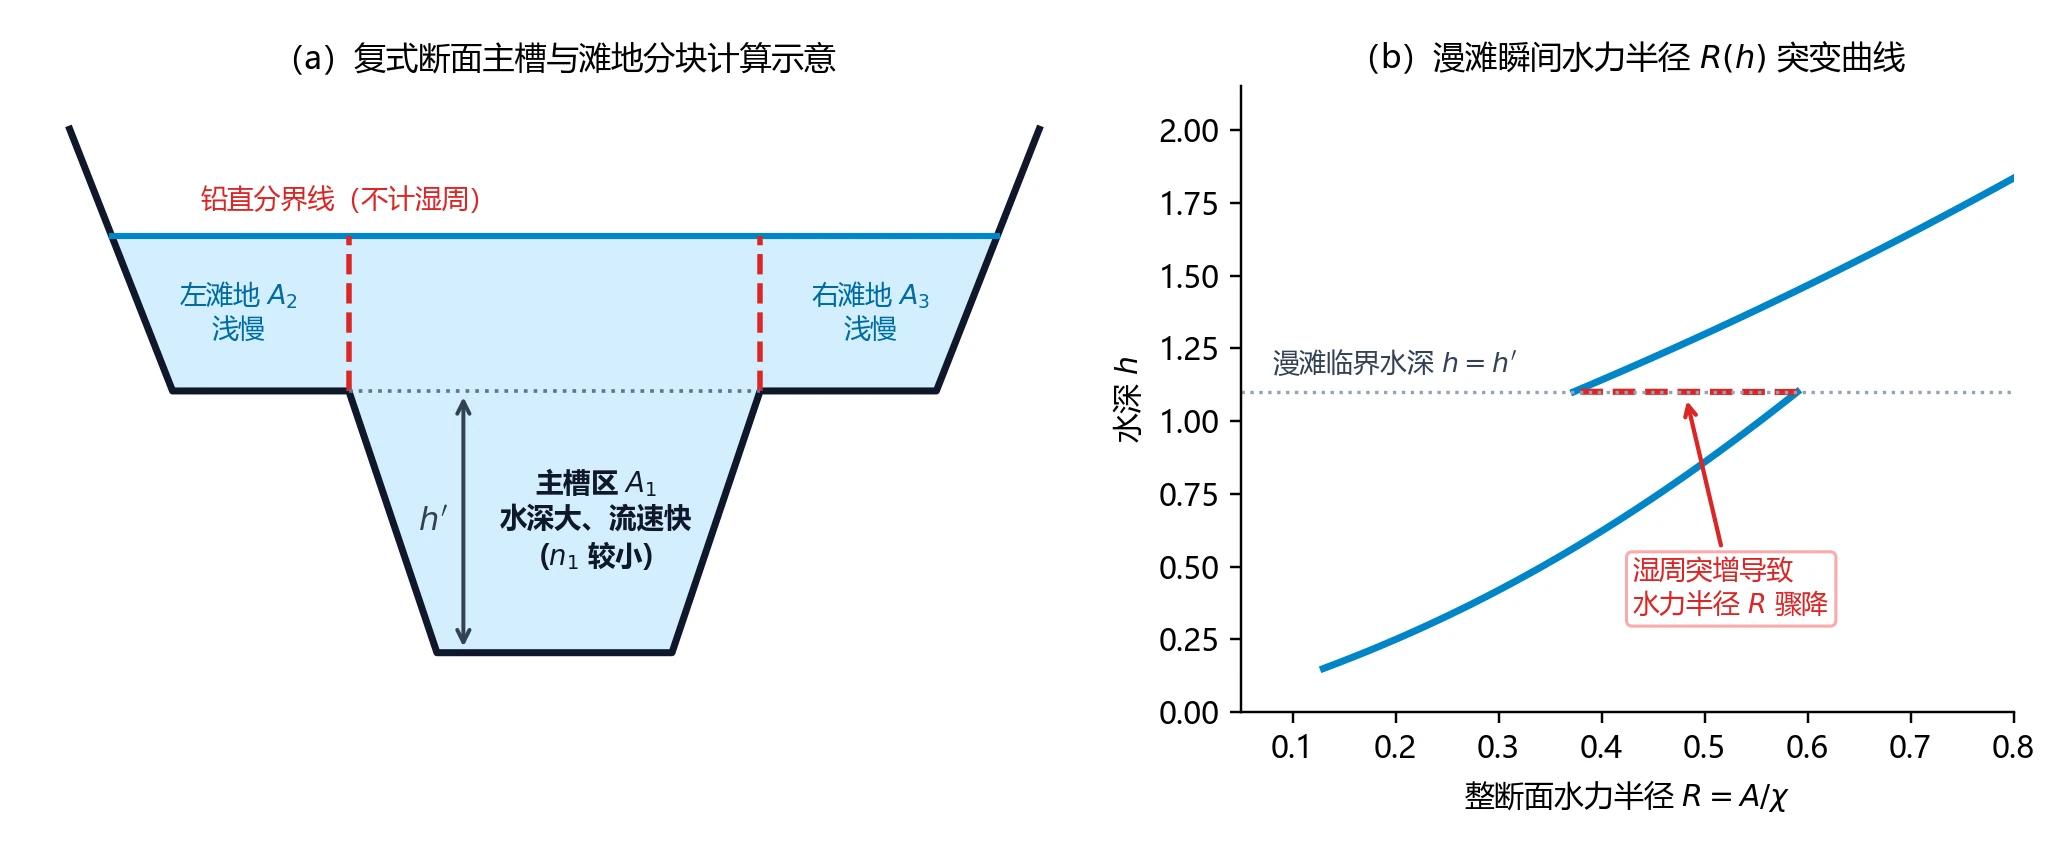 （a）复式断面主槽与滩地分块计算示意
铅直分界线（不计湿周）
左滩地 A₂
浅慢
右滩地 A₃
浅慢
h′
主槽区 A₁
水深大、流速快
(n₁ 较小)
（b）漫滩瞬间水力半径 R(h) 突变曲线
水深 h
2.00
1.75
1.50
1.25
1.00
0.75
0.50
0.25
0.00
漫滩临界水深 h = h′
湿周突增导致
水力半径 R 骤降
0.1 0.2 0.3 0.4 0.5 0.6 0.7 0.8
整断面水力半径 R = A/χ